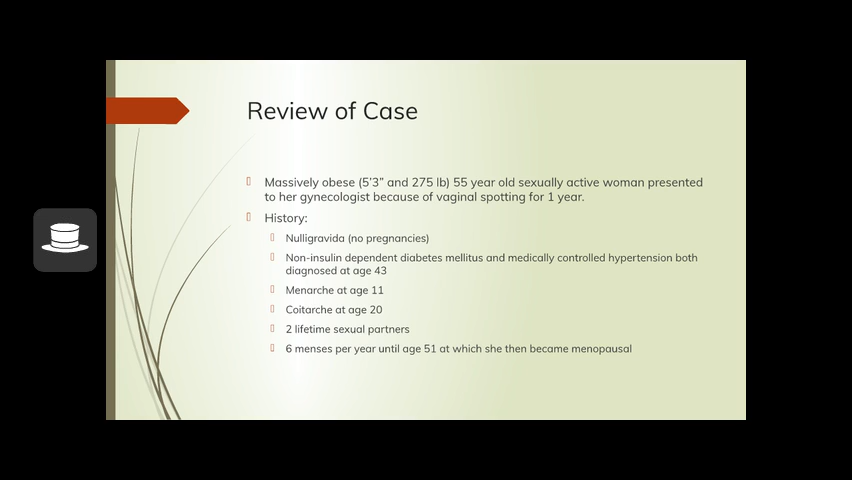 Review of Case
Massively obese (5’3” and 275 lb) 55 year old sexually active woman presented
to her gynecologist because of vaginal spotting for 1 year.
History:
Nulligravida (no pregnancies)
Non-insulin dependent diabetes mellitus and medically controlled hypertension both
diagnosed at age 43
Menarche at age 11
Coitarche at age 20
2 lifetime sexual partners
6 menses per year until age 51 at which she then became menopausal